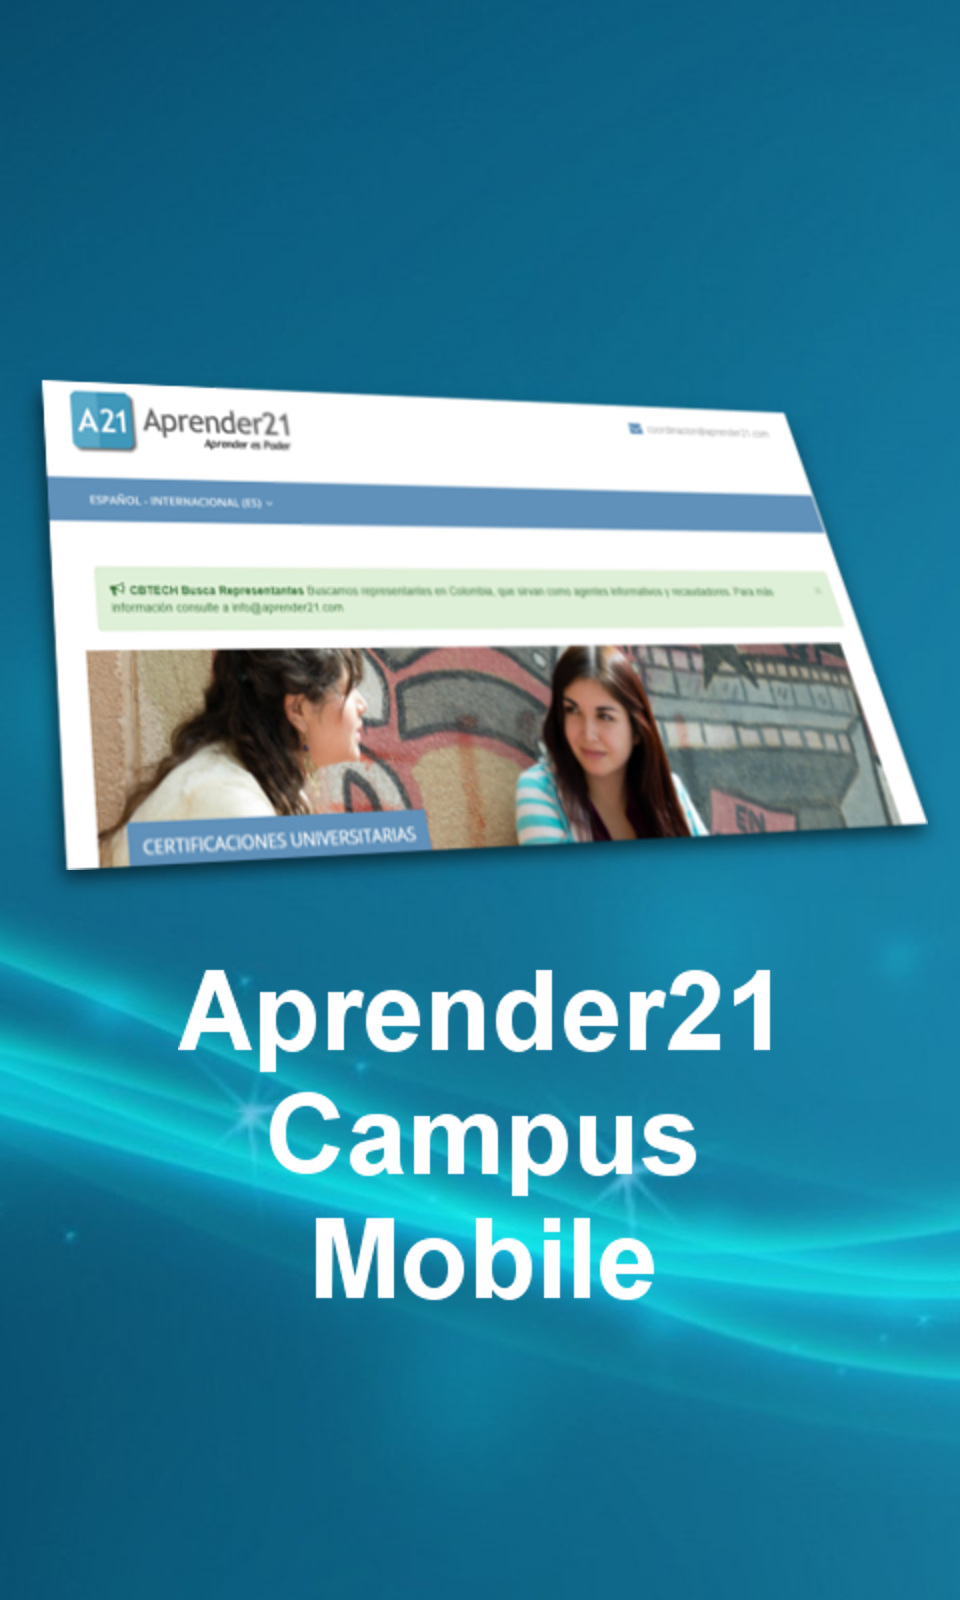 A21 Aprender21
Aprender es Poder
coordinacion@aprender21.com
ESPAÑOL - INTERNACIONAL (ES)
CBTECH Busca Representantes Buscamos representantes en Colombia, que sirvan como agentes informativos y recaudadores. Para más
información consulte a info@aprender21.com
EN
CERTIFICACIONES UNIVERSITARIAS
Aprender21
Campus
Mobile